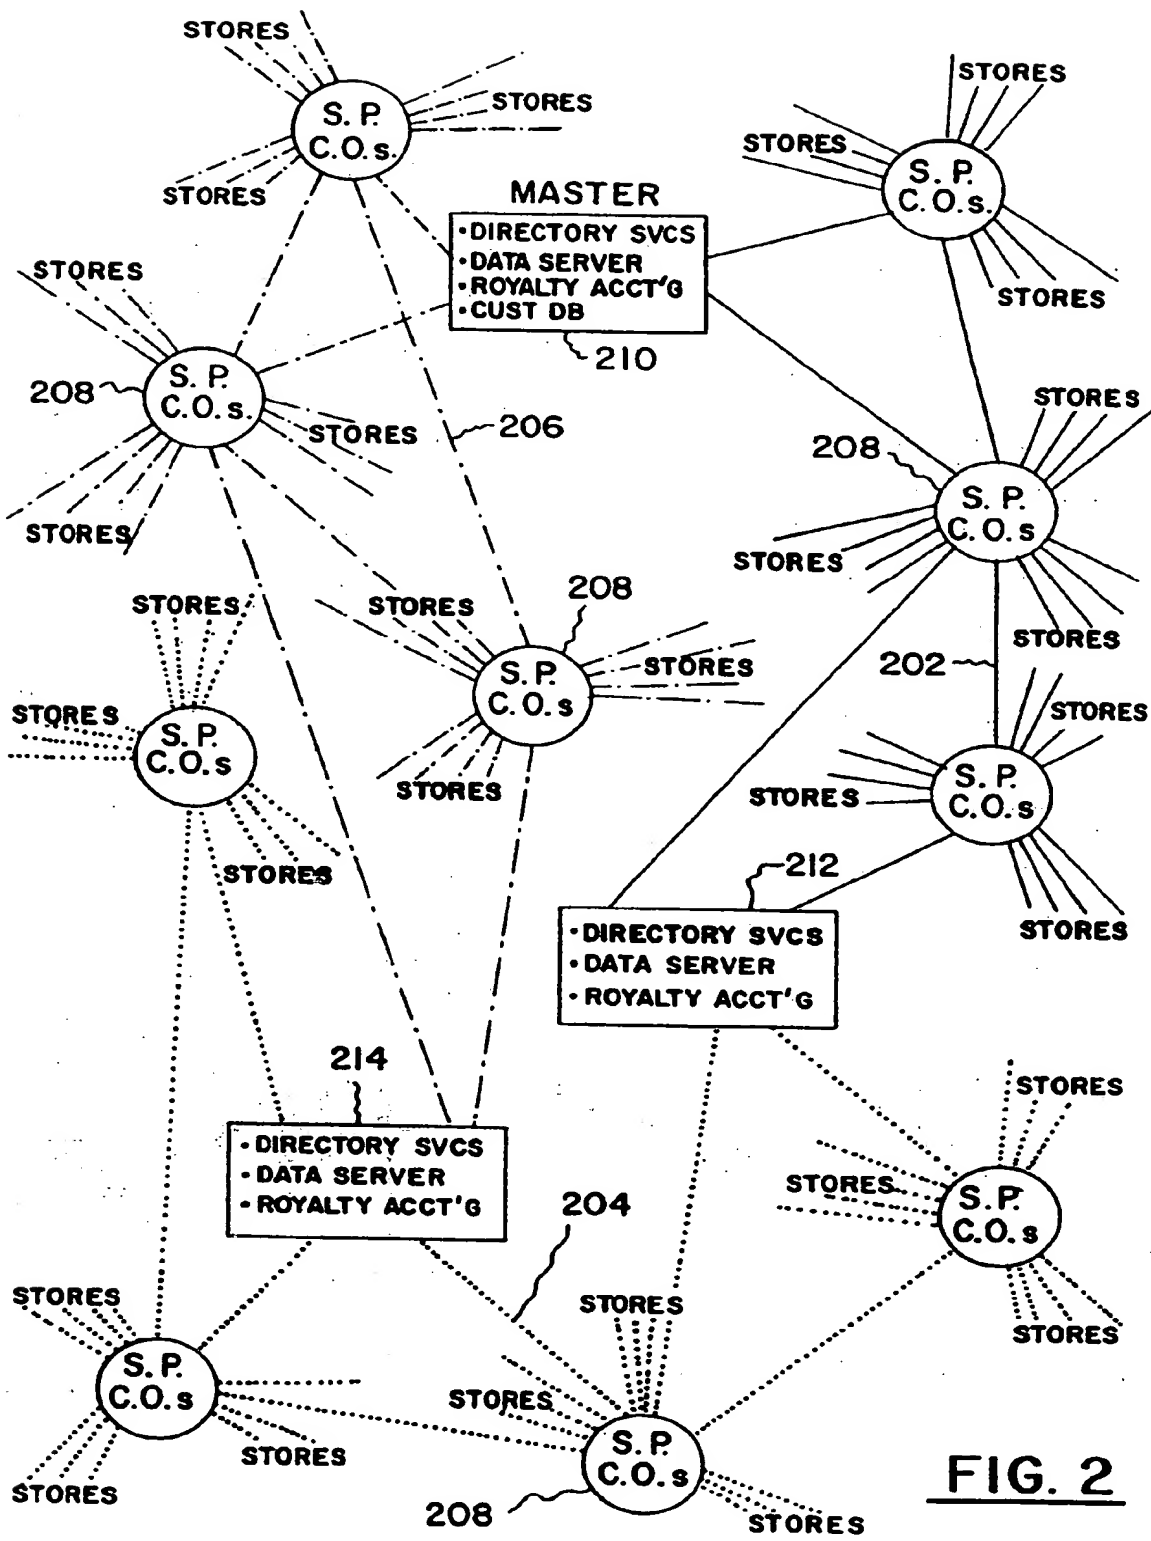 STORES
S. P.
C.O.s.
STORES
STORES
STORES
STORES
S. P.
C.O.s.
STORES
MASTER
•DIRECTORY SVCS
•DATA SERVER
•ROYALTY ACCT'G
•CUST DB
210
STORES
208
S. P.
C.O.s.
STORES
STORES
206
STORES
208
S. P.
C.O.s
STORES
STORES
202
STORES
STORES
S. P.
C.O.s
STORES
208
S. P.
C.O.s
STORES
STORES
STORES
S. P.
C.O.s
STORES
STORES
STORES
S. P.
C.O.s
STORES
212
•DIRECTORY SVCS
•DATA SERVER
•ROYALTY ACCT'G
214
•DIRECTORY SVCS
•DATA SERVER
•ROYALTY ACCT'G
204
STORES
STORES
S. P.
C.O.s
STORES
STORES
S. P.
C.O.s
STORES
STORES
STORES
STORES
S. P.
C.O.s
208
STORES
FIG. 2